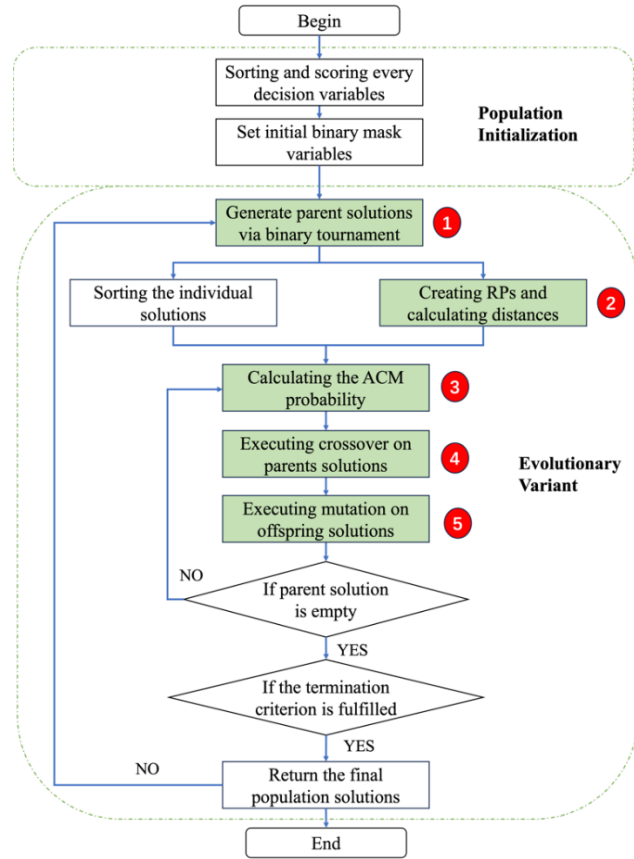 Begin
Sorting and scoring every
decision variables
Population
Initialization
Set initial binary mask
variables
Generate parent solutions
via binary tournament
1
Sorting the individual
solutions
Creating RPs and
calculating distances
2
Calculating the ACM
probability
3
Executing crossover on
parents solutions
4
Evolutionary
Variant
Executing mutation on
offspring solutions
5
NO
If parent solution
is empty
YES
If the termination
criterion is fulfilled
YES
NO
Return the final
population solutions
End